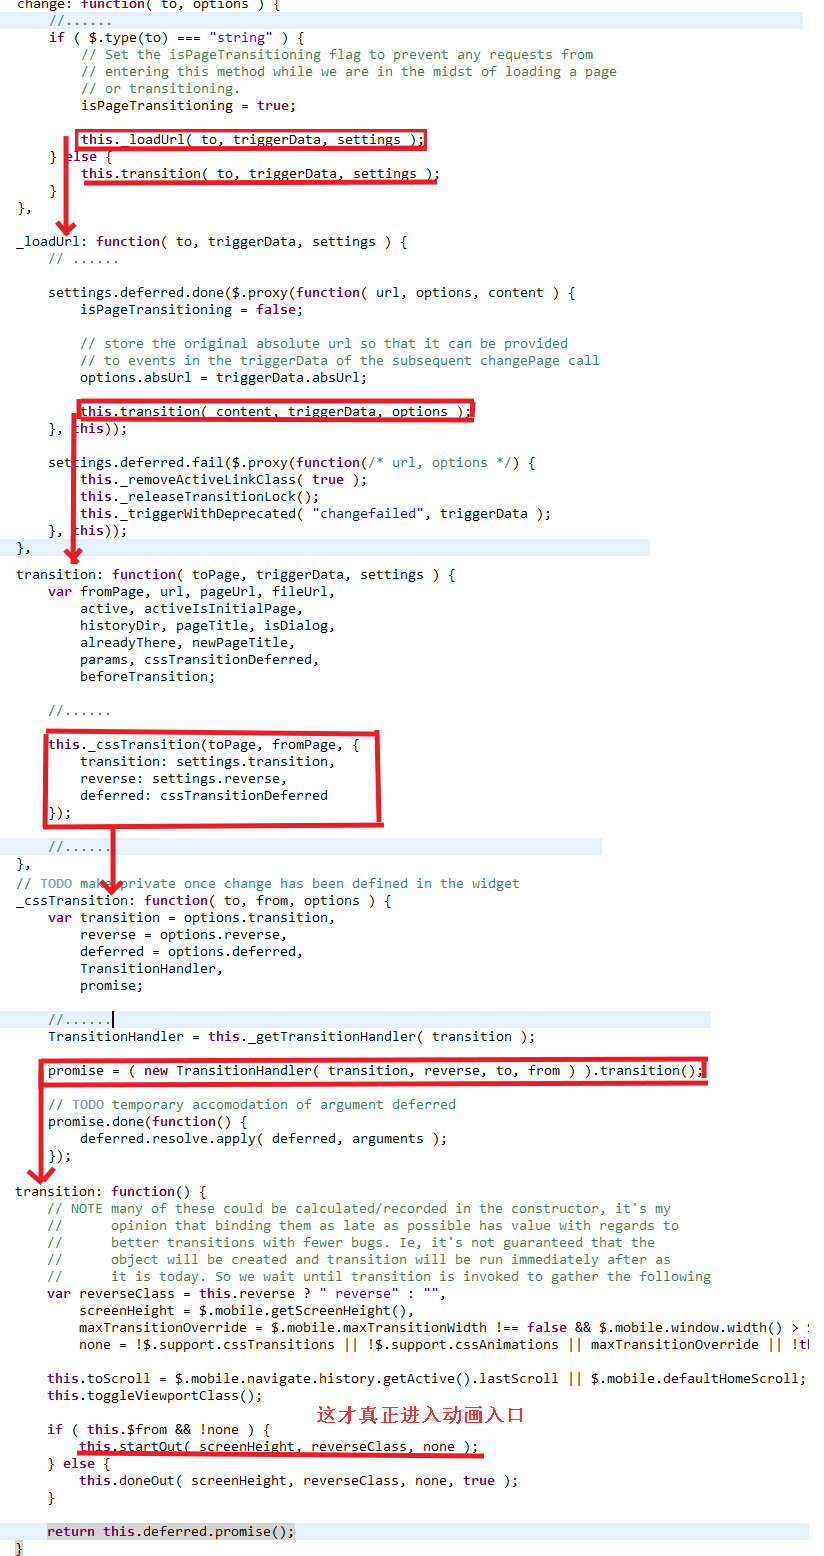 change: function( to, options ) {
//......
if ( $.type(to) === "string" ) {
// Set the isPageTransitioning flag to prevent any requests from
// entering this method while we are in the midst of loading a page
// or transitioning.
isPageTransitioning = true;
this._loadUrl( to, triggerData, settings );
} else {
this.transition( to, triggerData, settings );
}
},
_loadUrl: function( to, triggerData, settings ) {
// ......
settings.deferred.done($.proxy(function( url, options, content ) {
isPageTransitioning = false;
// store the original absolute url so that it can be provided
// to events in the triggerData of the subsequent changePage call
options.absUrl = triggerData.absUrl;
this.transition( content, triggerData, options );
}, this));
settings.deferred.fail($.proxy(function(/* url, options */) {
this._removeActiveLinkClass( true );
this._releaseTransitionLock();
this._triggerWithDeprecated( "changefailed", triggerData );
}, this));
},
transition: function( toPage, triggerData, settings ) {
var fromPage, url, pageUrl, fileUrl,
active, activeIsInitialPage,
historyDir, pageTitle, isDialog,
alreadyThere, newPageTitle,
params, cssTransitionDeferred,
beforeTransition;
//......
this._cssTransition(toPage, fromPage, {
transition: settings.transition,
reverse: settings.reverse,
deferred: cssTransitionDeferred
});
//......
},
// TODO make private once change has been defined in the widget
_cssTransition: function( to, from, options ) {
var transition = options.transition,
reverse = options.reverse,
deferred = options.deferred,
TransitionHandler,
promise;
//......
TransitionHandler = this._getTransitionHandler( transition );
promise = ( new TransitionHandler( transition, reverse, to, from ) ).transition();
// TODO temporary accomodation of argument deferred
promise.done(function() {
deferred.resolve.apply( deferred, arguments );
});
transition: function() {
// NOTE many of these could be calculated/recorded in the constructor, it's my
// opinion that binding them as late as possible has value with regards to
// better transitions with fewer bugs. Ie, it's not guaranteed that the
// object will be created and transition will be run immediately after as
// it is today. So we wait until transition is invoked to gather the following
var reverseClass = this.reverse ? " reverse" : "",
screenHeight = $.mobile.getScreenHeight(),
maxTransitionOverride = $.mobile.maxTransitionWidth !== false && $.mobile.window.width() >
none = !$.support.cssTransitions || !$.support.cssAnimations || maxTransitionOverride ||
this.toScroll = $.mobile.navigate.history.getActive().lastScroll || $.mobile.defaultHomeScroll;
this.toggleViewportClass();
这才真正进入动画入口
if ( this.$from && !none ) {
this.startOut( screenHeight, reverseClass, none );
} else {
this.doneOut( screenHeight, reverseClass, none, true );
}
return this.deferred.promise();
}